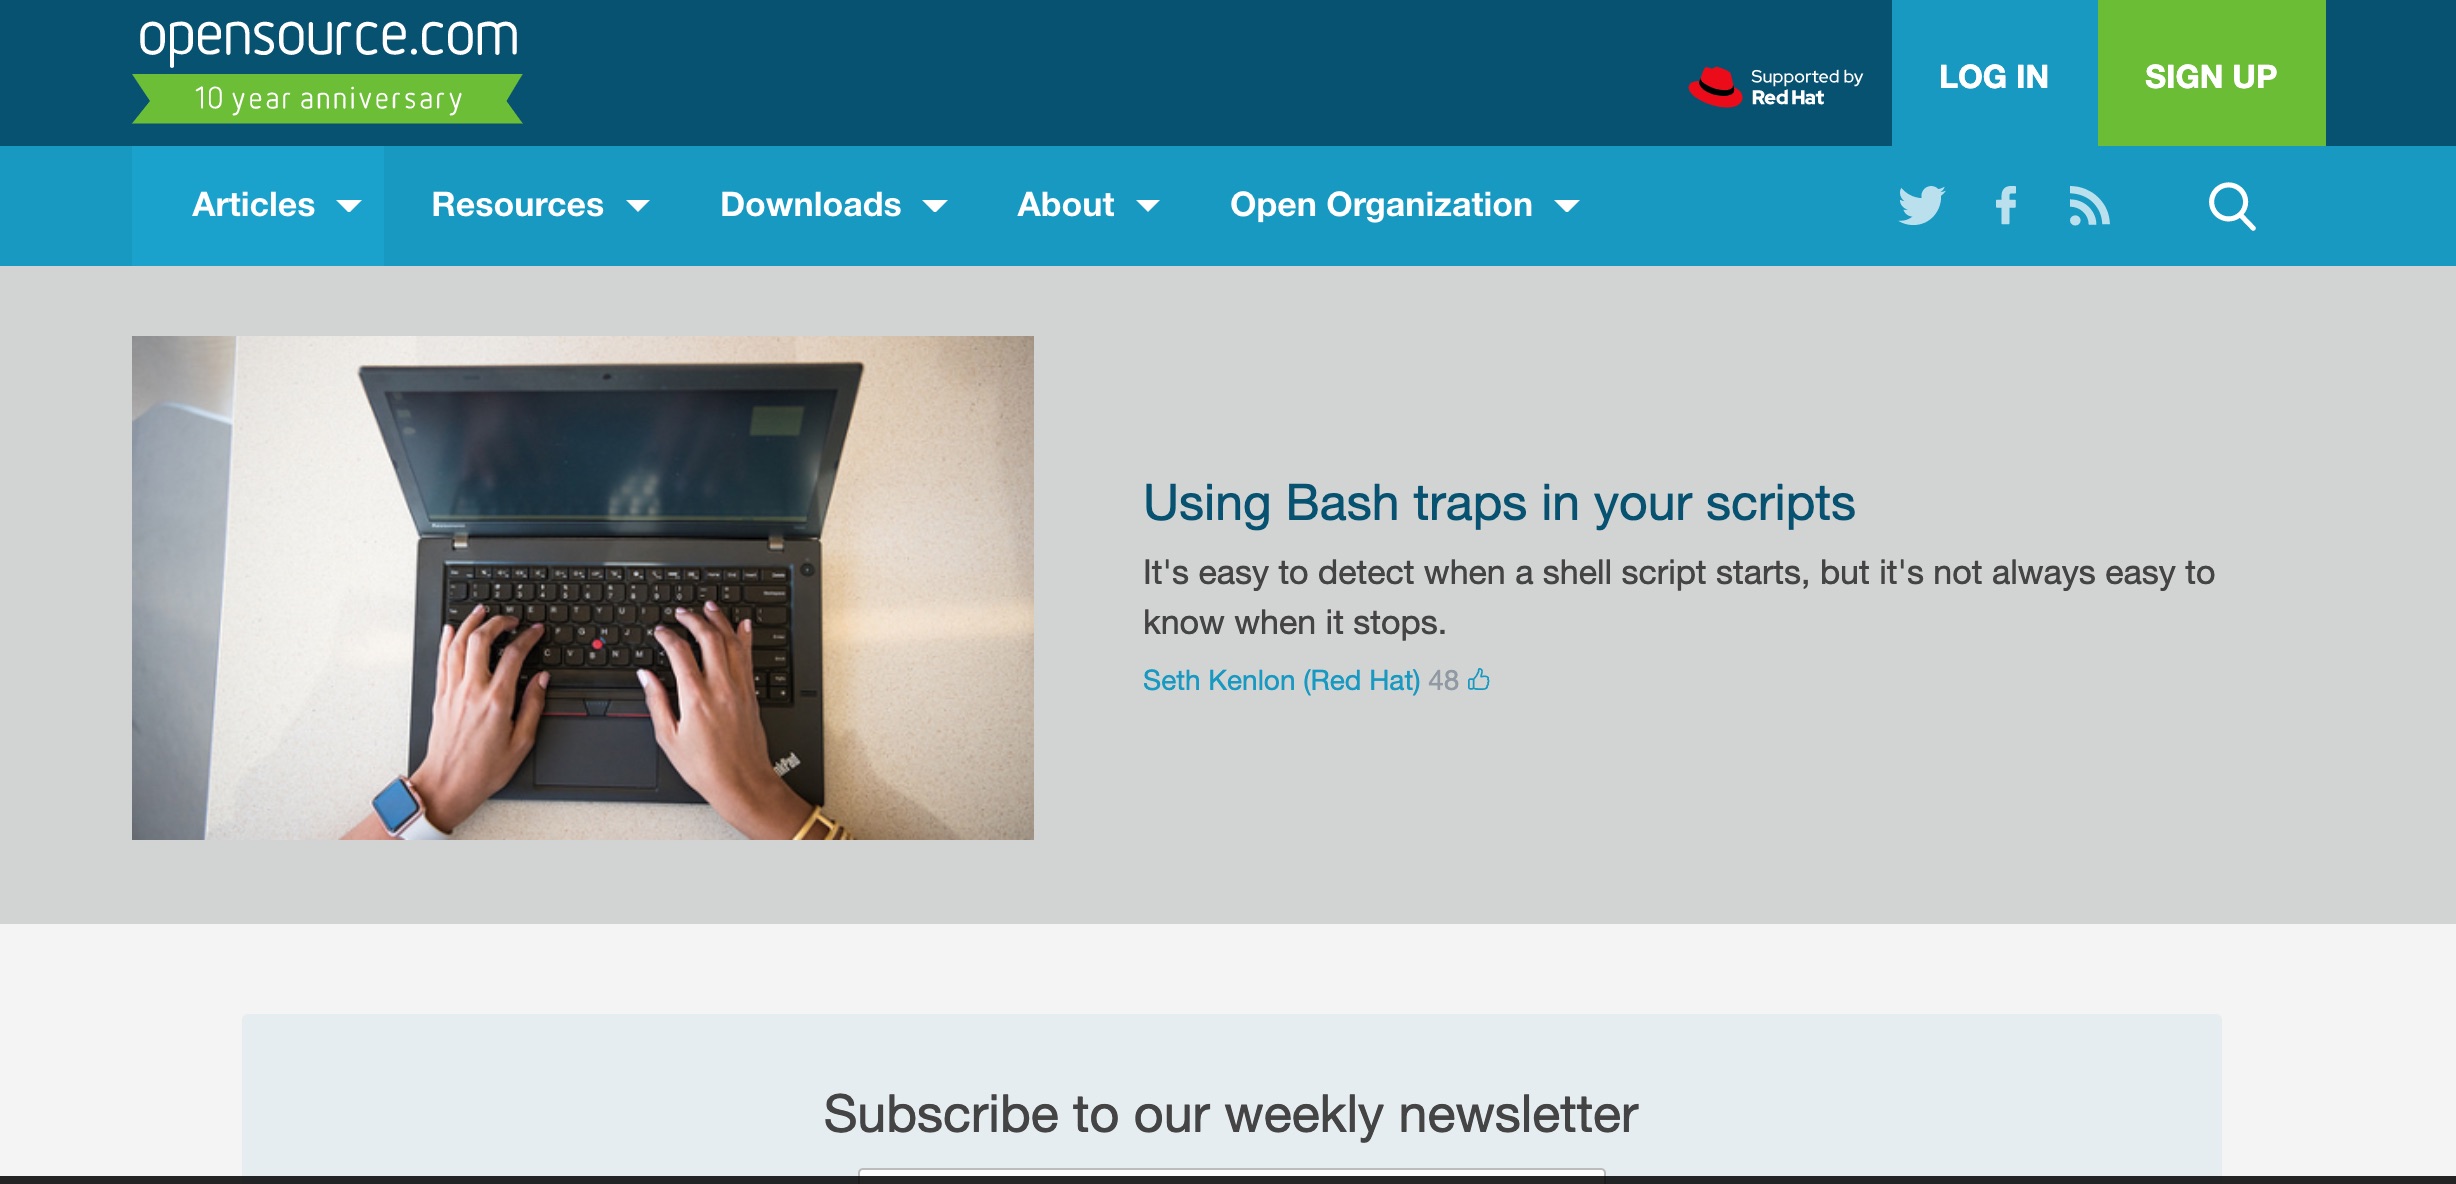 opensource.com
10 year anniversary
Supported by
Red Hat
LOG IN
SIGN UP
Articles
Resources
Downloads
About
Open Organization
Using Bash traps in your scripts
It's easy to detect when a shell script starts, but it's not always easy to
know when it stops.
Seth Kenlon (Red Hat) 48
Subscribe to our weekly newsletter